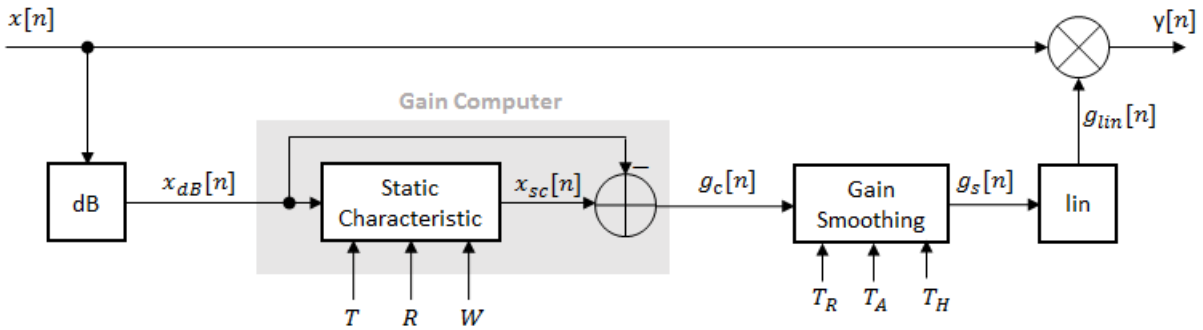 x[n]
y[n]
Gain Computer
g_lin[n]
dB
x_dB[n]
Static
Characteristic
x_sc[n]
−
g_c[n]
Gain
Smoothing
g_s[n]
lin
T
R
W
T_R
T_A
T_H